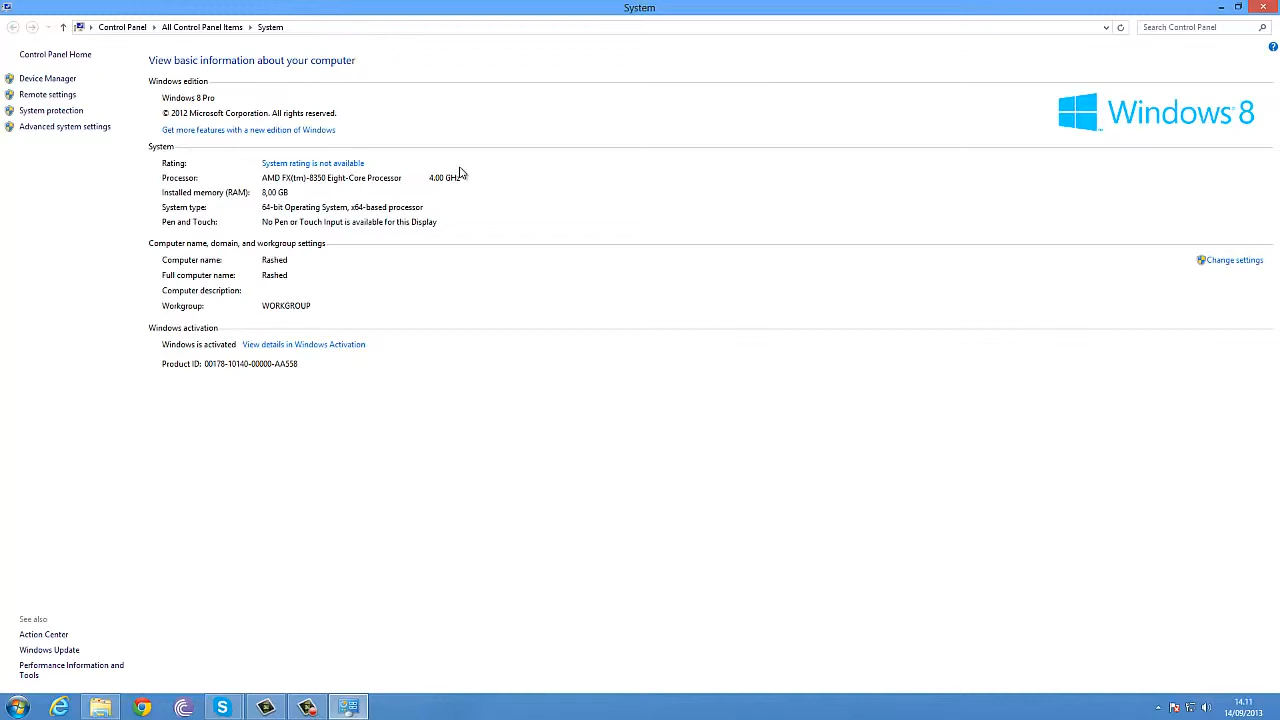 System
Control Panel
All Control Panel Items
System
Search Control Panel
Control Panel Home
Device Manager
Remote settings
System protection
Advanced system settings
View basic information about your computer
Windows edition
Windows 8 Pro
© 2012 Microsoft Corporation. All rights reserved.
Get more features with a new edition of Windows
Windows 8
System
Rating: System rating is not available
Processor: AMD FX(tm)-8350 Eight-Core Processor 4.00 GHz
Installed memory (RAM): 8,00 GB
System type: 64-bit Operating System, x64-based processor
Pen and Touch: No Pen or Touch Input is available for this Display
Computer name, domain, and workgroup settings
Computer name: Rashed
Change settings
Full computer name: Rashed
Computer description:
Workgroup: WORKGROUP
Windows activation
Windows is activated View details in Windows Activation
Product ID: 00178-10140-00000-AA558
See also
Action Center
Windows Update
Performance Information and
Tools
14.11
14/09/2013